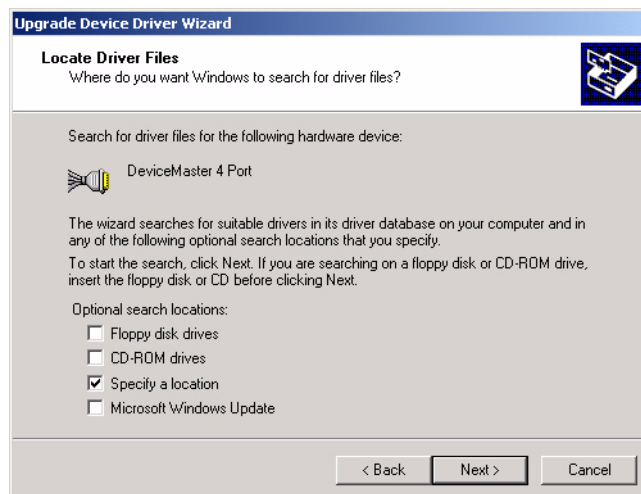 Upgrade Device Driver Wizard
Locate Driver Files
Where do you want Windows to search for driver files?
Search for driver files for the following hardware device:
DeviceMaster 4 Port
The wizard searches for suitable drivers in its driver database on your computer and in
any of the following optional search locations that you specify.
To start the search, click Next. If you are searching on a floppy disk or CD-ROM drive,
insert the floppy disk or CD before clicking Next.
Optional search locations:
Floppy disk drives
CD-ROM drives
Specify a location
Microsoft Windows Update
< Back Next > Cancel